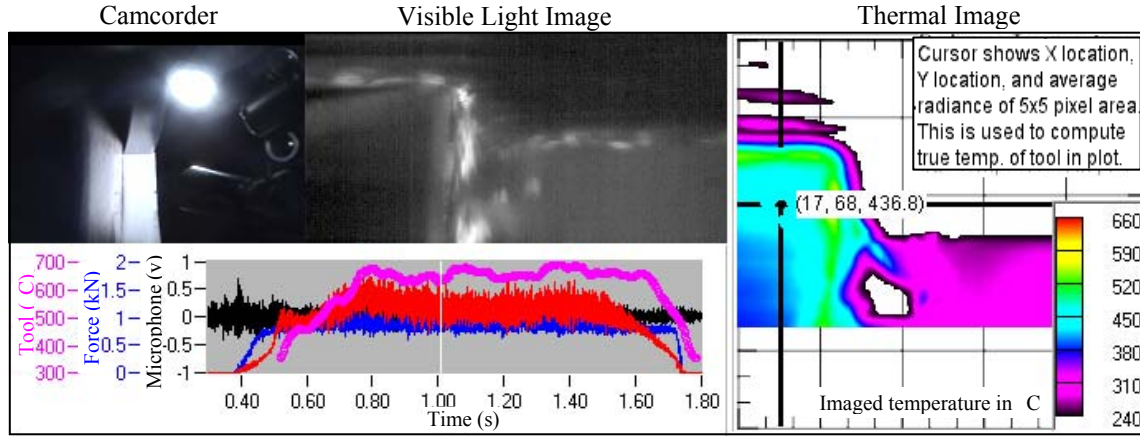 Camcorder
Visible Light Image
Thermal Image
Cursor shows X location,
Y location, and average
radiance of 5x5 pixel area.
This is used to compute
true temp. of tool in plot.
(17, 68, 436.8)
660
590
520
450
380
310
240
Imaged temperature in C
Tool ( C)
700
600
500
400
300
Force (kN)
2
1
0
Microphone (v)
1
0.5
0
-0.5
-1
0.40
0.60
0.80
1.00
1.20
1.40
1.60
1.80
Time (s)